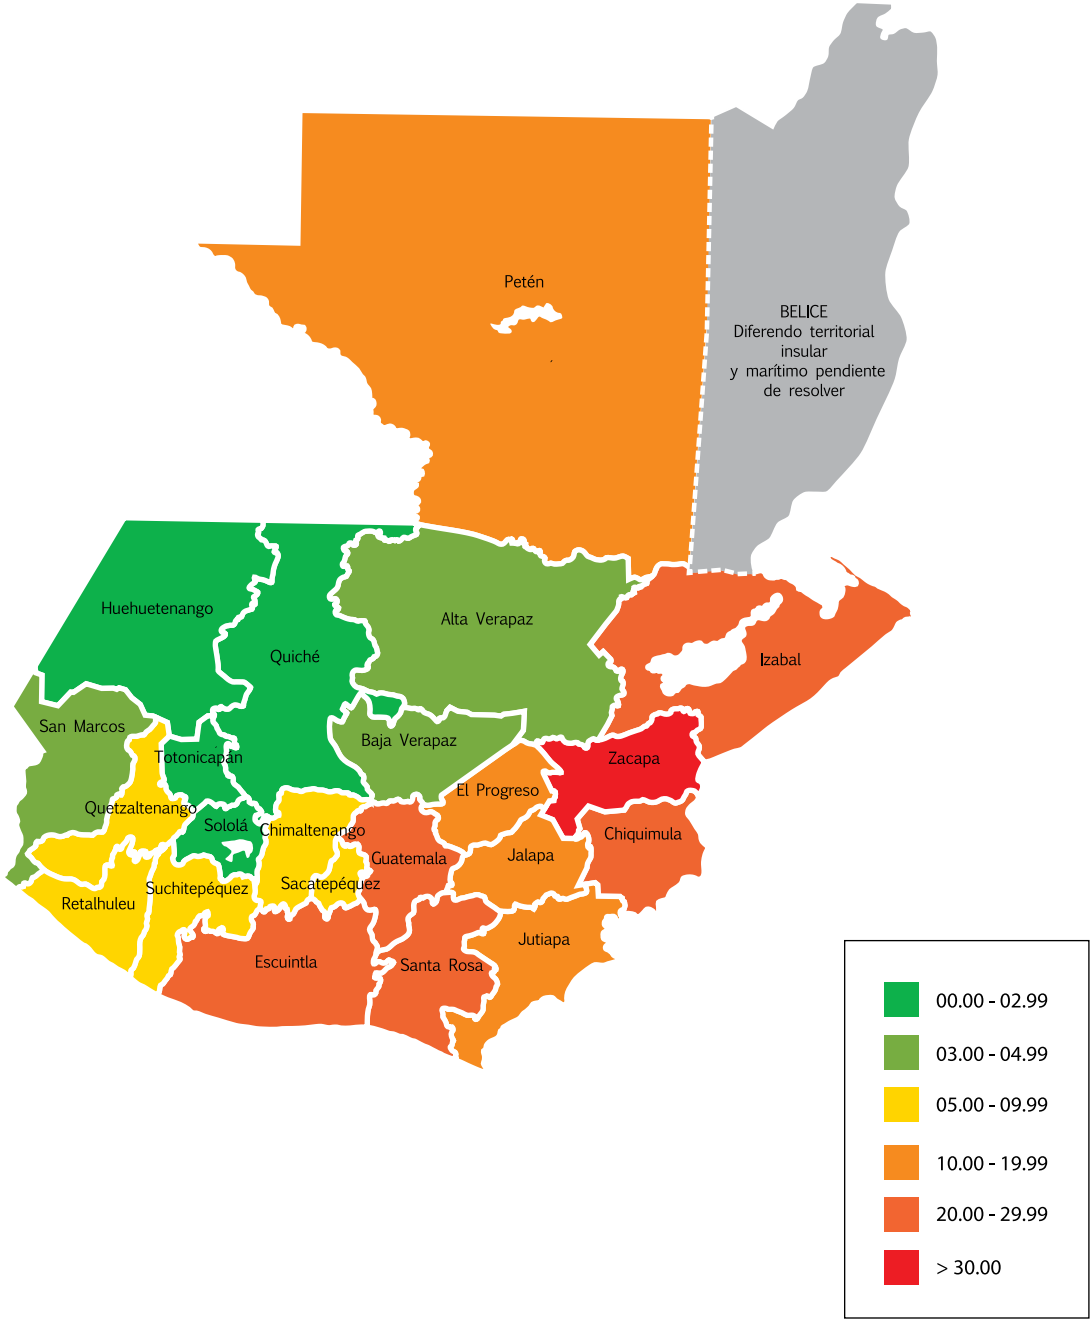 Petén
BELICE
Diferendo territorial
insular
y marítimo pendiente
de resolver
Huehuetenango
Alta Verapaz
Quiché
Izabal
San Marcos
Baja Verapaz
Totonicapán
Zacapa
El Progreso
Quetzaltenango
Sololá
Chimaltenango
Chiquimula
Guatemala
Jalapa
Suchitepéquez
Sacatepéquez
Retalhuleu
Jutiapa
Escuintla
Santa Rosa
00.00 - 02.99
03.00 - 04.99
05.00 - 09.99
10.00 - 19.99
20.00 - 29.99
> 30.00